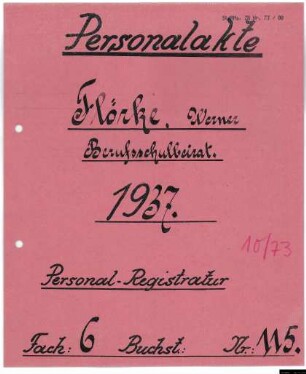 Personalakte
Flörke, Werner
Berufsschulbeirat.
1937.
10/73
Personal-Registratur
Fach: 6 Buchst.: Nr: 115.